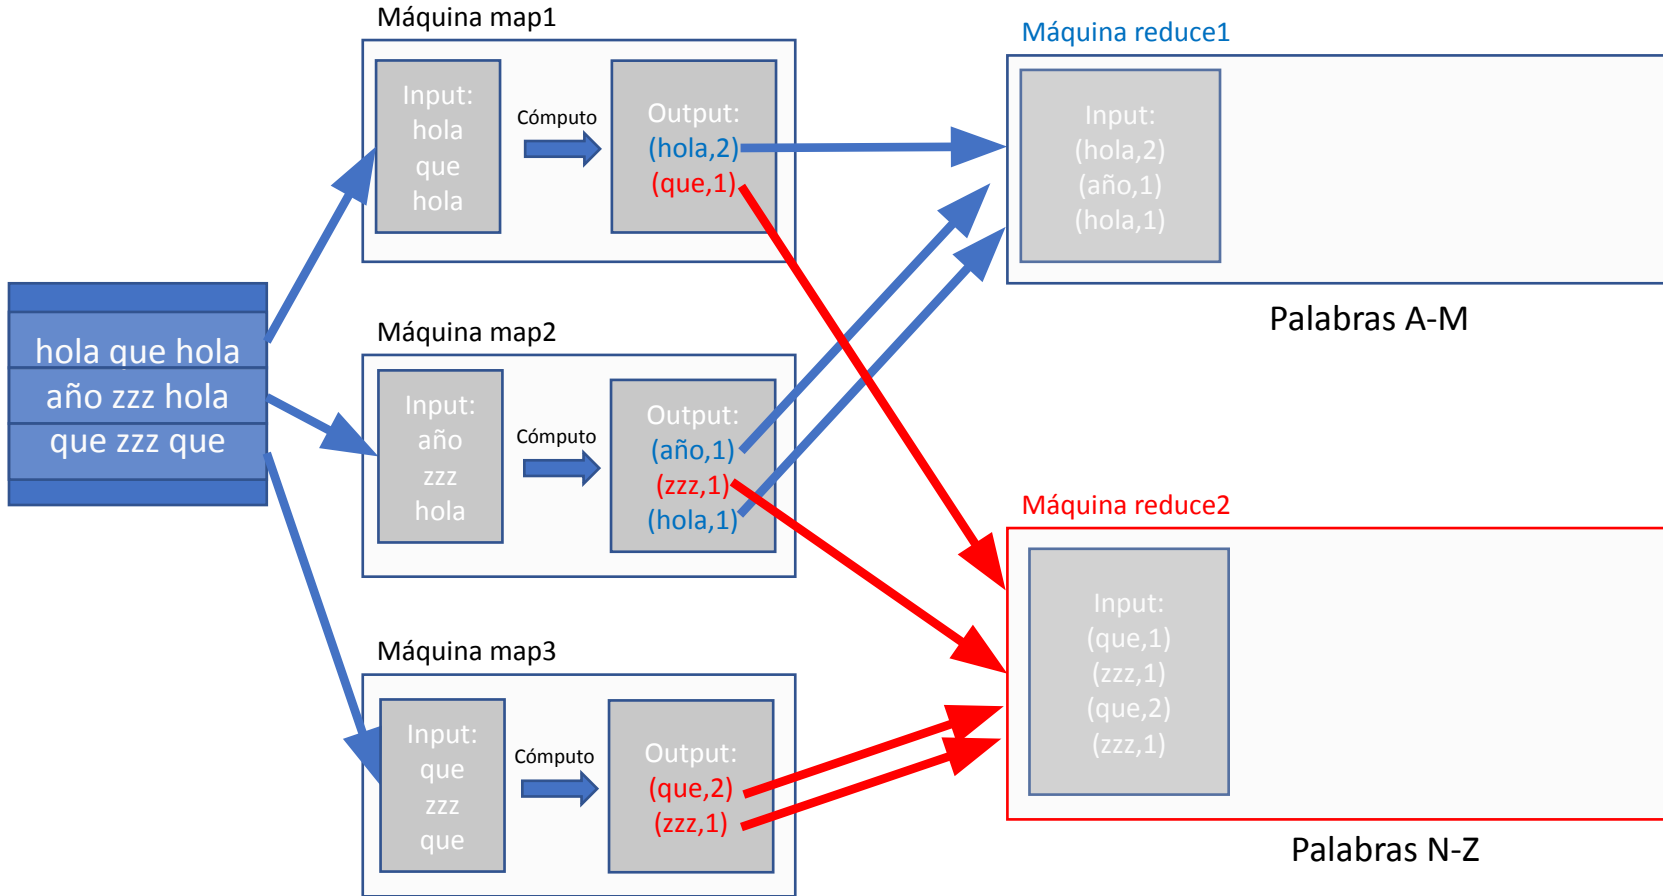 hola que hola
año zzz hola
que zzz que
Máquina map1
Input:
hola
que
hola
Cómputo
Output:
(hola,2)
(que,1)
Máquina map2
Input:
año
zzz
hola
Cómputo
Output:
(año,1)
(zzz,1)
(hola,1)
Máquina map3
Input:
que
zzz
que
Cómputo
Output:
(que,2)
(zzz,1)
Máquina reduce1
Input:
(hola,2)
(año,1)
(hola,1)
Palabras A-M
Máquina reduce2
Input:
(que,1)
(zzz,1)
(que,2)
(zzz,1)
Palabras N-Z